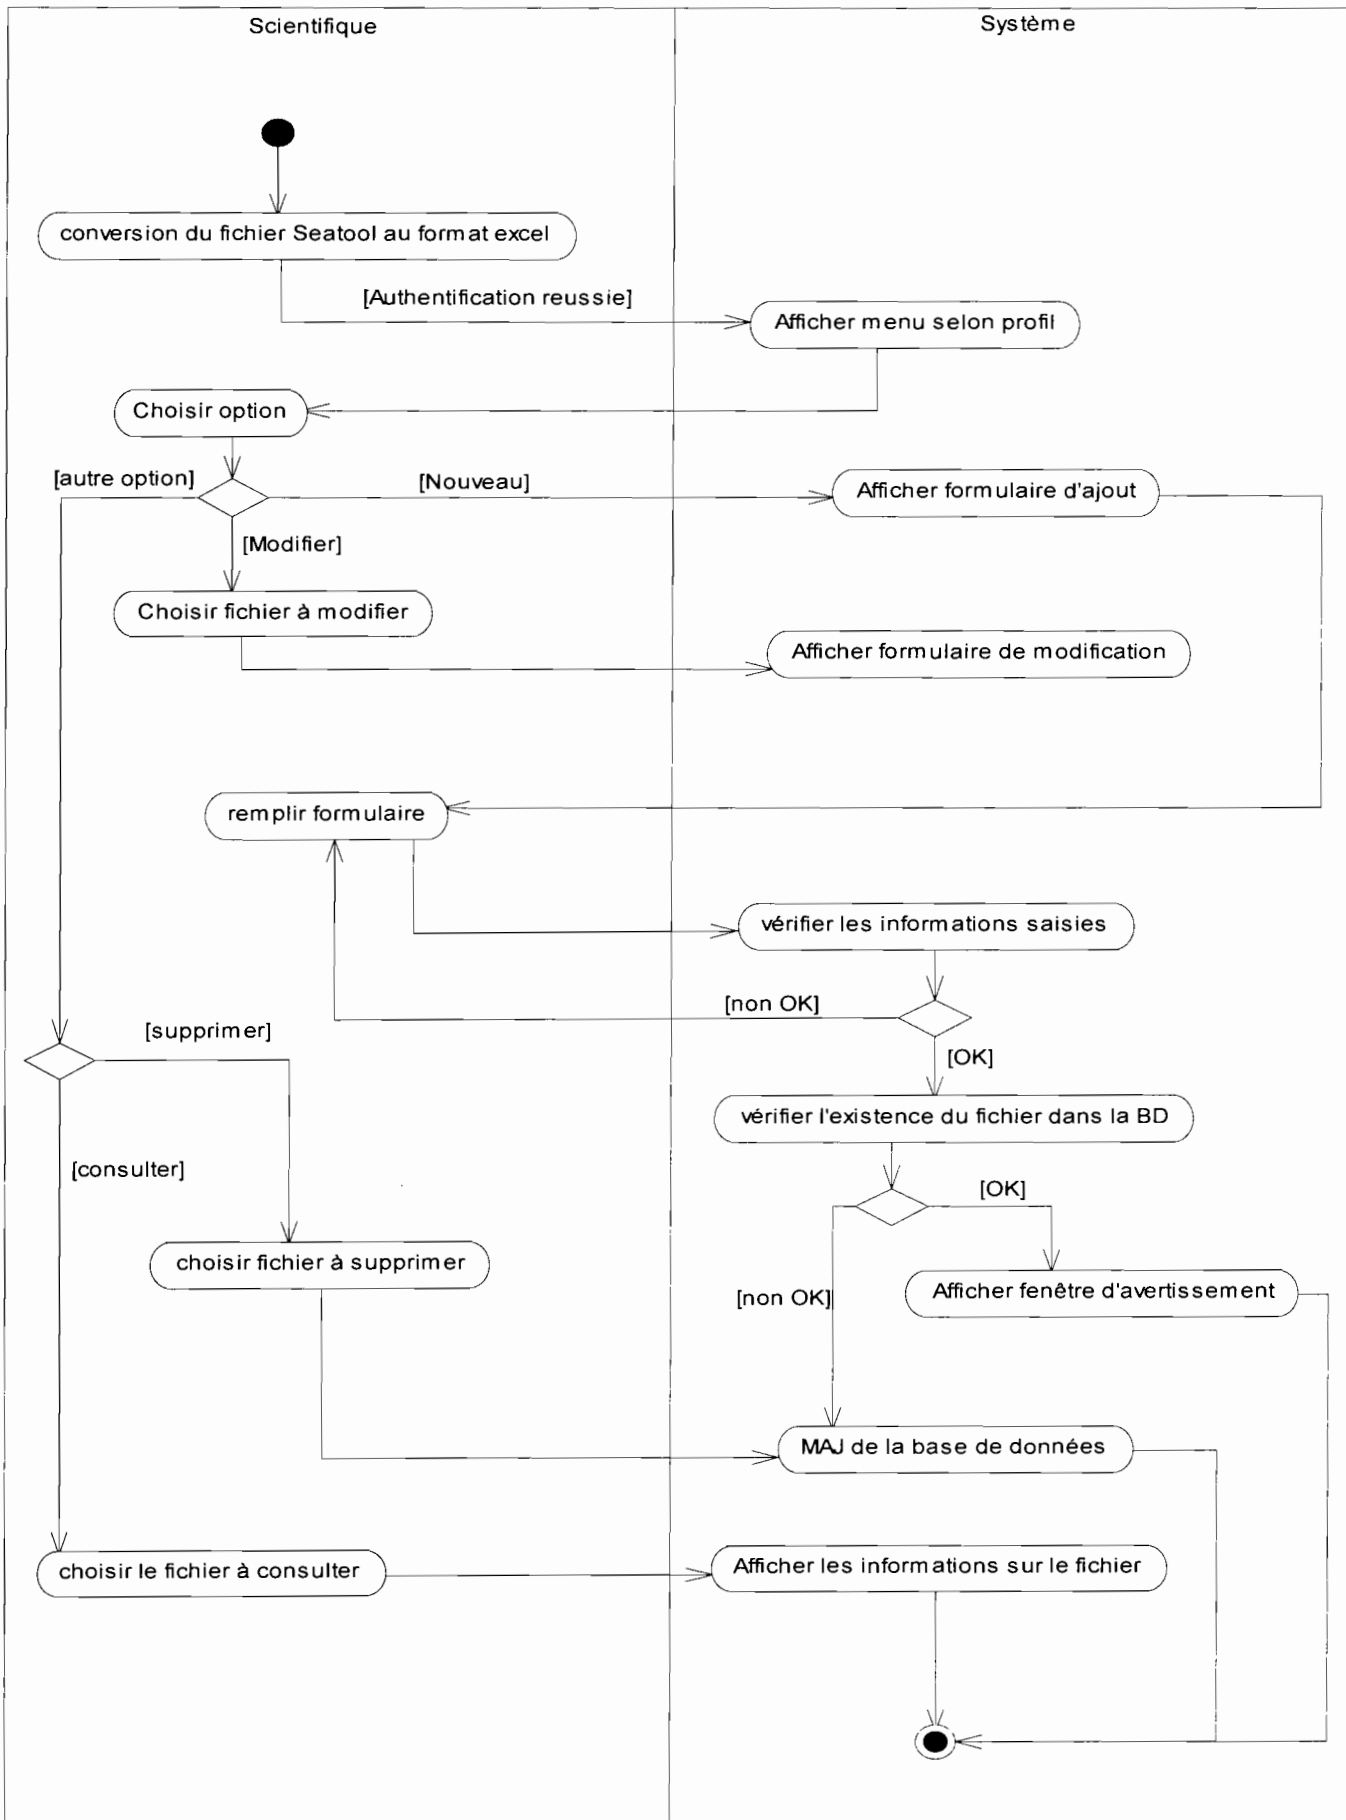 Scientifique
Système
conversion du fichier Seatool au format excel
[Authentification reussie]
Afficher menu selon profil
Choisir option
[autre option]
[Nouveau]
Afficher formulaire d'ajout
[Modifier]
Choisir fichier à modifier
Afficher formulaire de modification
remplir formulaire
vérifier les informations saisies
[non OK]
[supprimer]
[OK]
vérifier l'existence du fichier dans la BD
[consulter]
[OK]
choisir fichier à supprimer
Afficher fenêtre d'avertissement
[non OK]
MAJ de la base de données
choisir le fichier à consulter
Afficher les informations sur le fichier